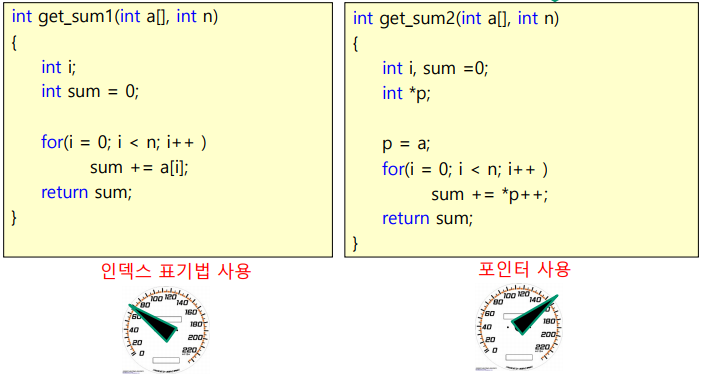 int get_sum1(int a[], int n)
{
int i;
int sum = 0;
for(i = 0; i < n; i++ )
sum += a[i];
return sum;
}
인덱스 표기법 사용
0
20
40
60
80
100
120
140
160
180
200
220
int get_sum2(int a[], int n)
{
int i, sum =0;
int *p;
p = a;
for(i = 0; i < n; i++ )
sum += *p++;
return sum;
}
포인터 사용
0
20
40
60
80
100
120
140
160
180
200
220